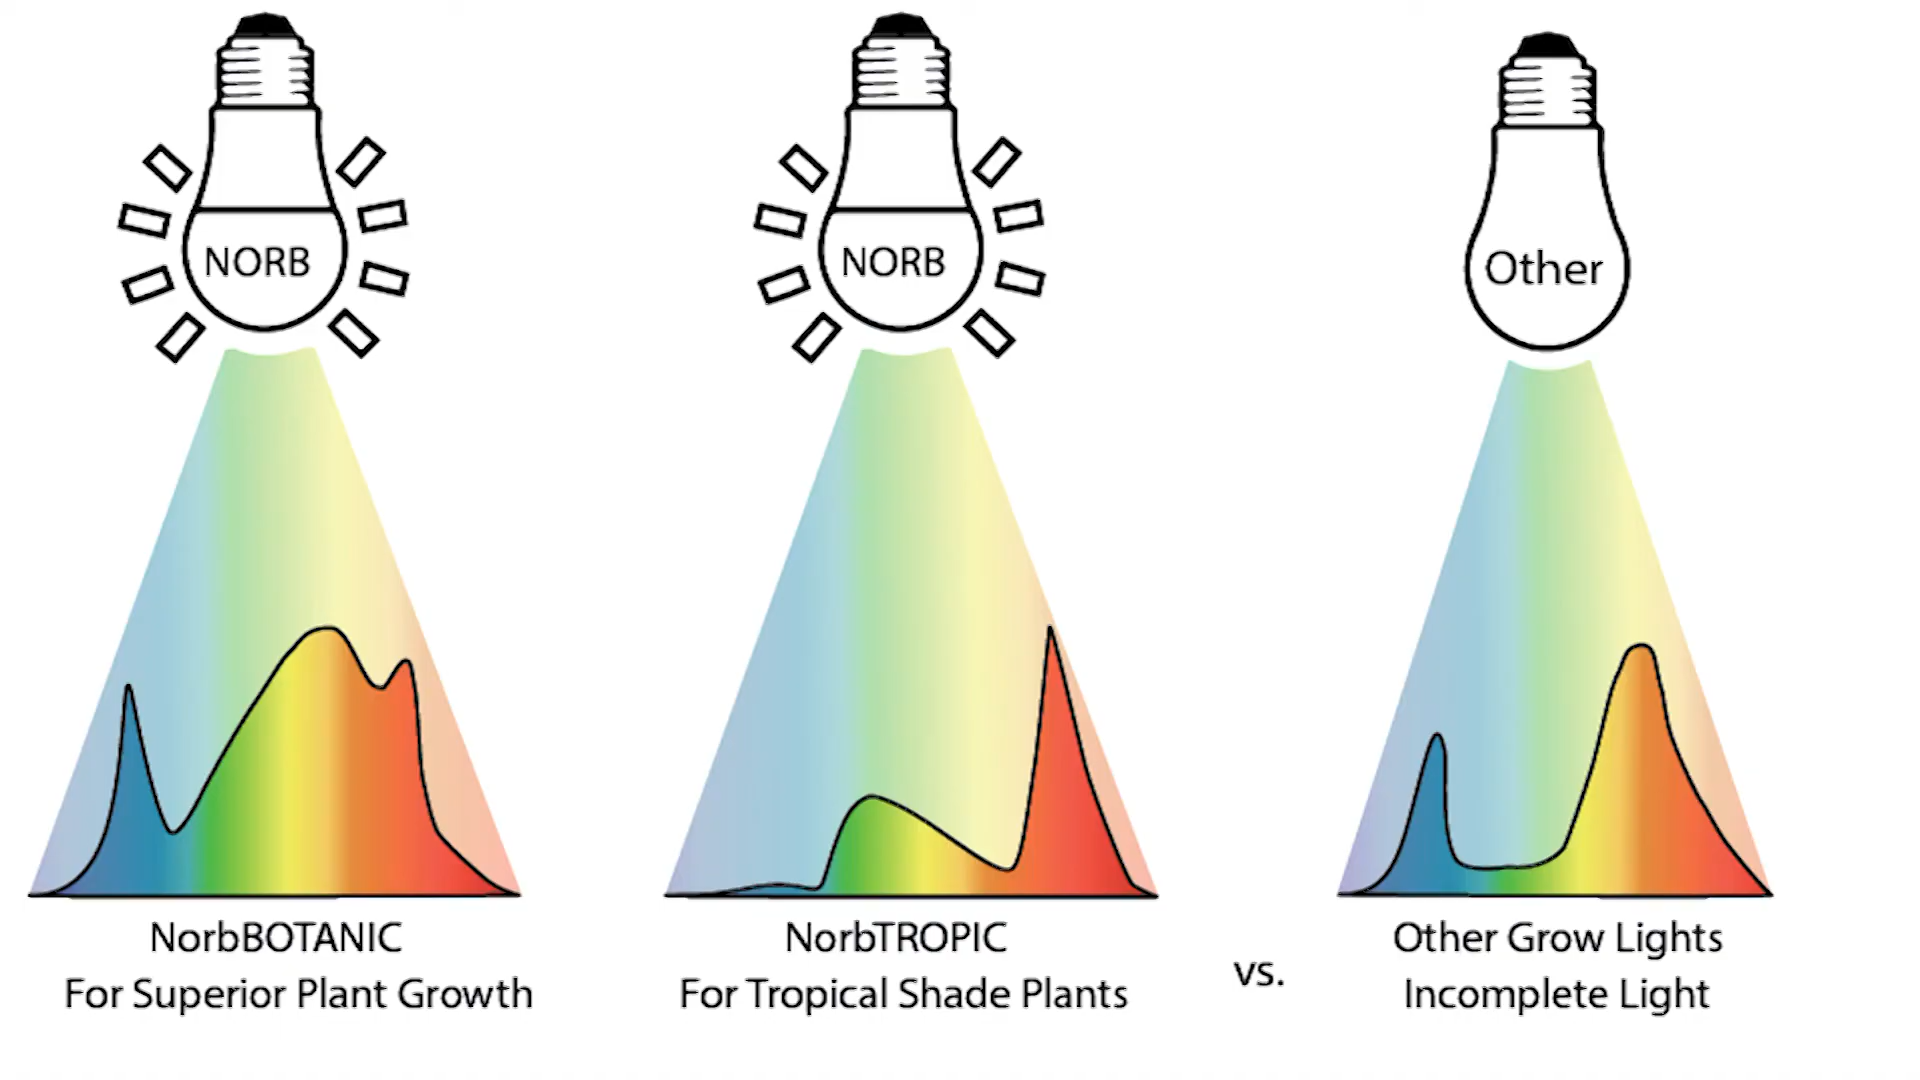 NORB
NORB
Other
NorbBOTANIC
For Superior Plant Growth
NorbTROPIC
For Tropical Shade Plants
vs.
Other Grow Lights
Incomplete Light